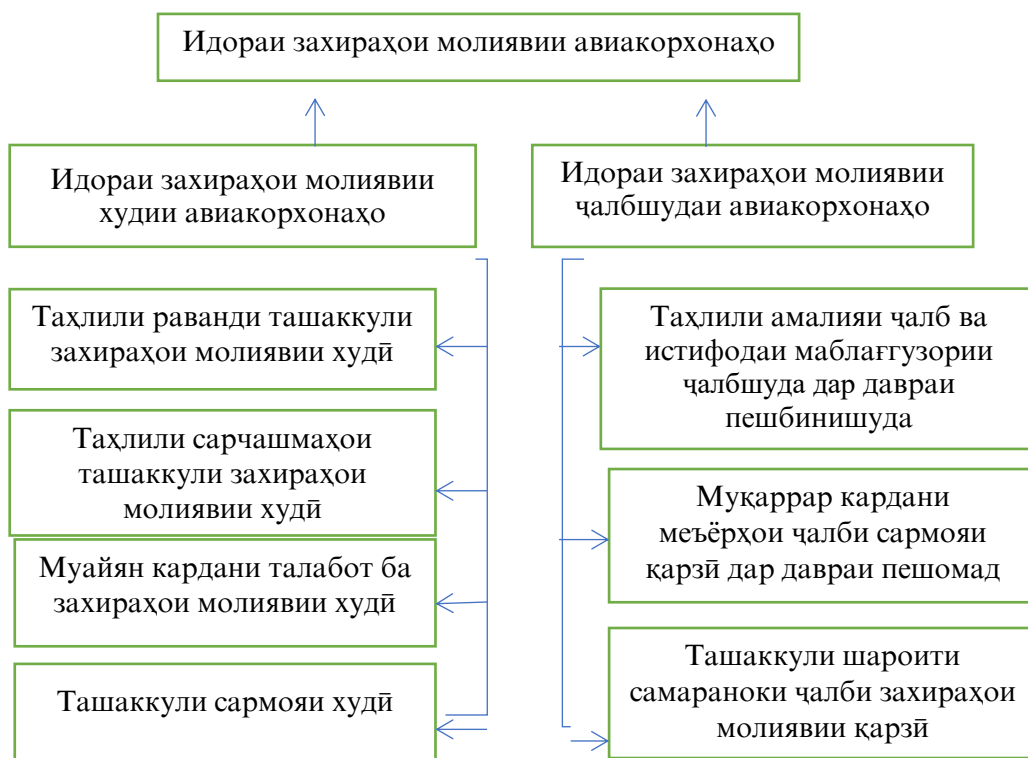 Идораи захираҳои молиявии авиакорхонаҳо
Идораи захираҳои молиявии
худии авиакорхонаҳо
Идораи захираҳои молиявии
ҷалбшудаи авиакорхонаҳо
Таҳлили раванди ташаккули
захираҳои молиявии худӣ
Таҳлили сарчашмаҳои
ташаккули захираҳои
молиявии худӣ
Муайян кардани талабот ба
захираҳои молиявии худӣ
Ташаккули сармояи худӣ
Таҳлили амалияи ҷалб ва
истифодаи маблағгузории
ҷалбшуда дар давраи
пешбинишуда
Муқаррар кардани
меъёрҳои ҷалби сармояи
қарзӣ дар давраи пешомад
Ташаккули шароити
самараноки ҷалби захираҳои
молиявии қарзӣ